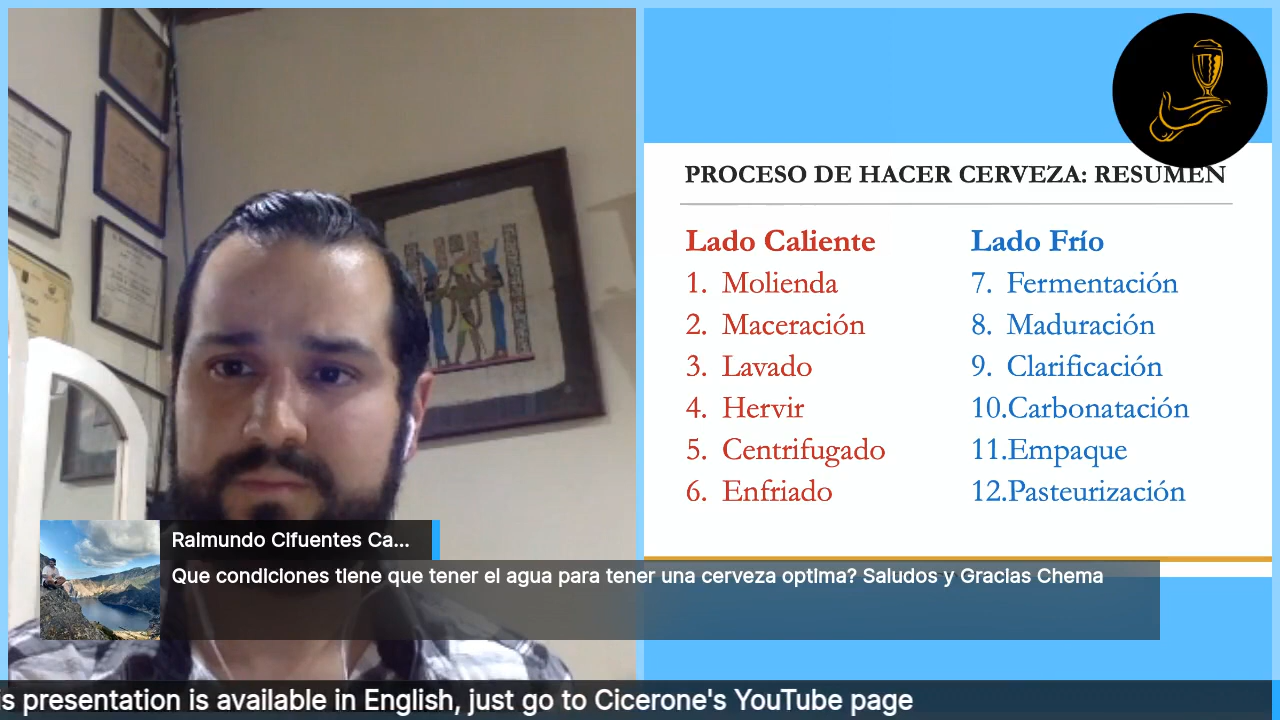 PROCESO DE HACER CERVEZA: RESUMEN
Lado Caliente
1. Molienda
2. Maceración
3. Lavado
4. Hervir
5. Centrifugado
6. Enfriado
Lado Frío
7. Fermentación
8. Maduración
9. Clarificación
10.Carbonatación
11.Empaque
12.Pasteurización
Raimundo Cifuentes Ca...
Que condiciones tiene que tener el agua para tener una cerveza optima? Saludos y Gracias Chema
is presentation is available in English, just go to Cicerone's YouTube page